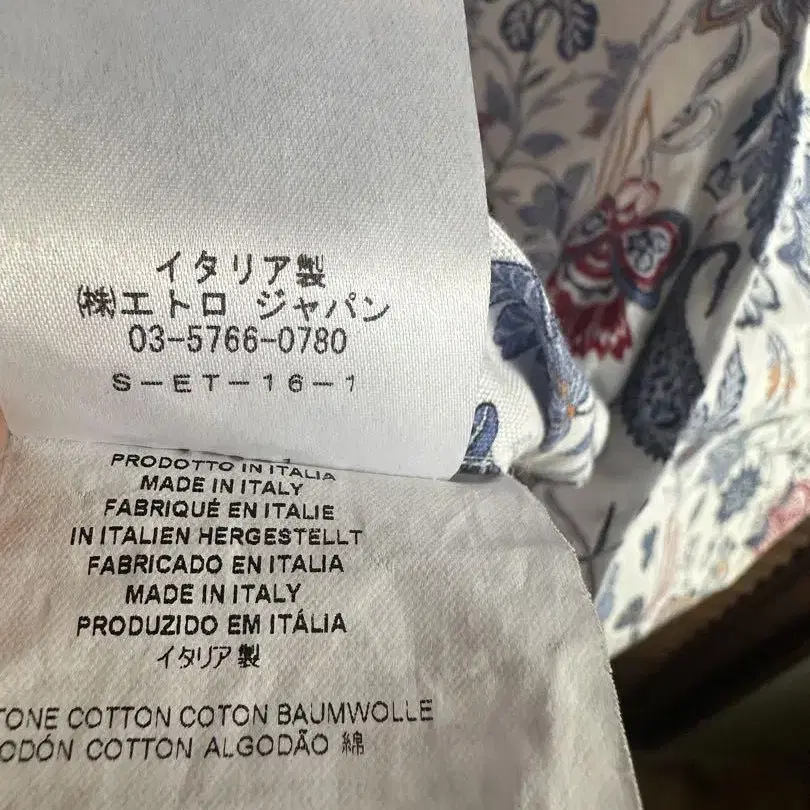 イタリア製
㈱エトロ ジャパン
03-5766-0780
S-ET-16-1
PRODOTTO IN ITALIA
MADE IN ITALY
FABRIQUÉ EN ITALIE
IN ITALIEN HERGESTELLT
FABRICADO EN ITALIA
MADE IN ITALY
PRODUZIDO EM ITÁLIA
イタリア製
TONE COTTON COTON BAUMWOLLE
ODÓN COTTON ALGODÃO 綿